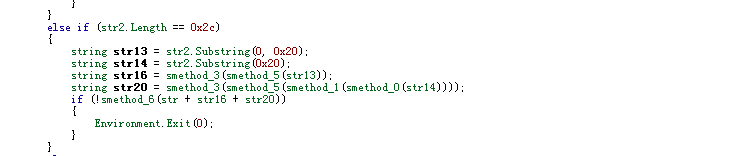 }
}
else if (str2.Length == 0x2c)
{
string str13 = str2.Substring(0, 0x20);
string str14 = str2.Substring(0x20);
string str16 = smethod_3(smethod_5(str13));
string str20 = smethod_3(smethod_5(smethod_1(smethod_0(str14))));
if (!smethod_6(str + str16 + str20))
{
Environment.Exit(0);
}
}